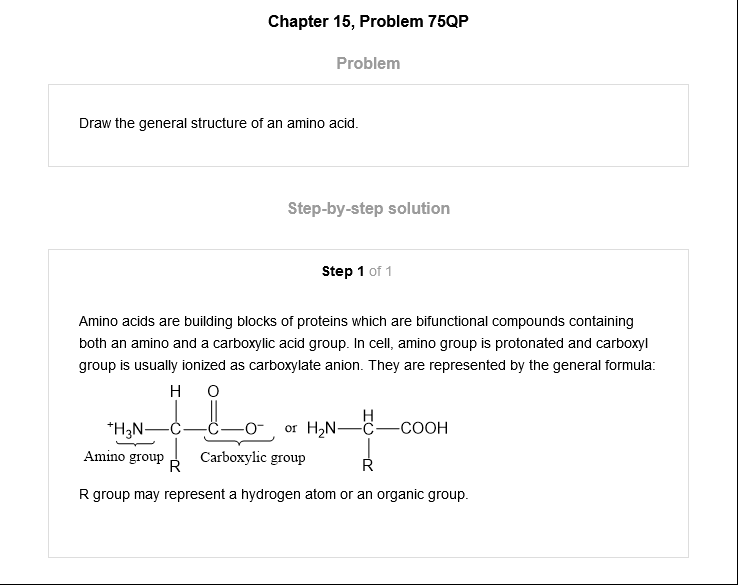 Chapter 15, Problem 75QP
Problem
Draw the general structure of an amino acid.
Step-by-step solution
Step 1 of 1
Amino acids are building blocks of proteins which are bifunctional compounds containing
both an amino and a carboxylic acid group. In cell, amino group is protonated and carboxyl
group is usually ionized as carboxylate anion. They are represented by the general formula:
H O
⁺H₃N—C—C—O⁻ or H₂N—C—COOH
H
Amino group R Carboxylic group R
R group may represent a hydrogen atom or an organic group.